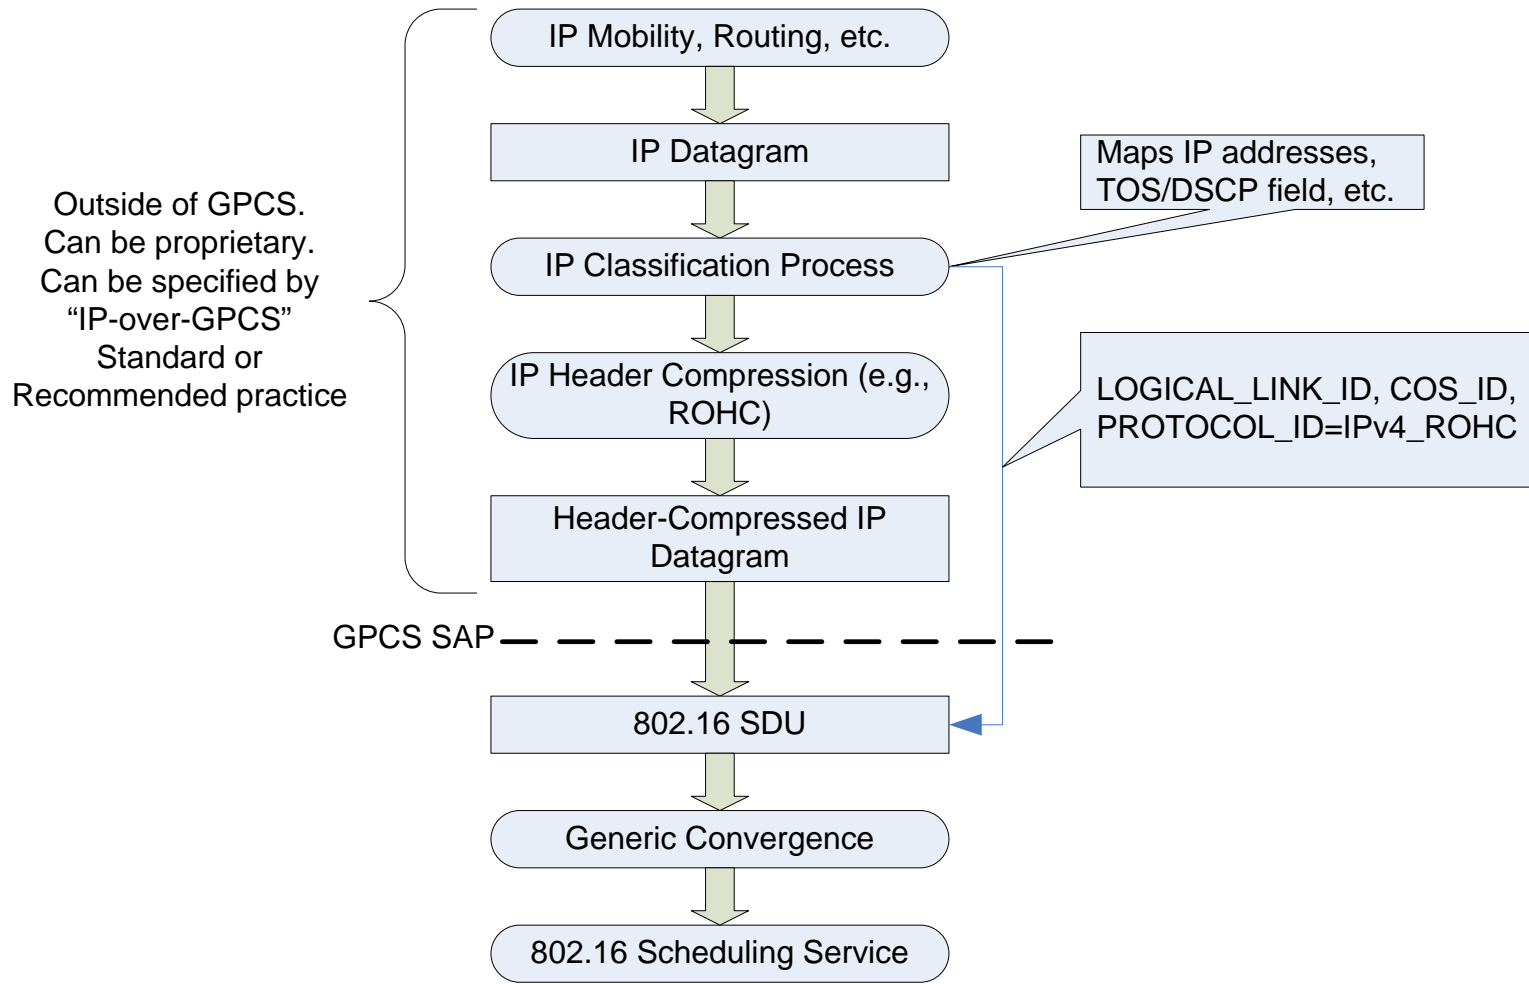 IP Mobility, Routing, etc.
IP Datagram
Maps IP addresses,
TOS/DSCP field, etc.
Outside of GPCS.
Can be proprietary.
Can be specified by
“IP-over-GPCS”
Standard or
Recommended practice
IP Classification Process
IP Header Compression (e.g.,
ROHC)
LOGICAL_LINK_ID, COS_ID,
PROTOCOL_ID=IPv4_ROHC
Header-Compressed IP
Datagram
GPCS SAP
802.16 SDU
Generic Convergence
802.16 Scheduling Service